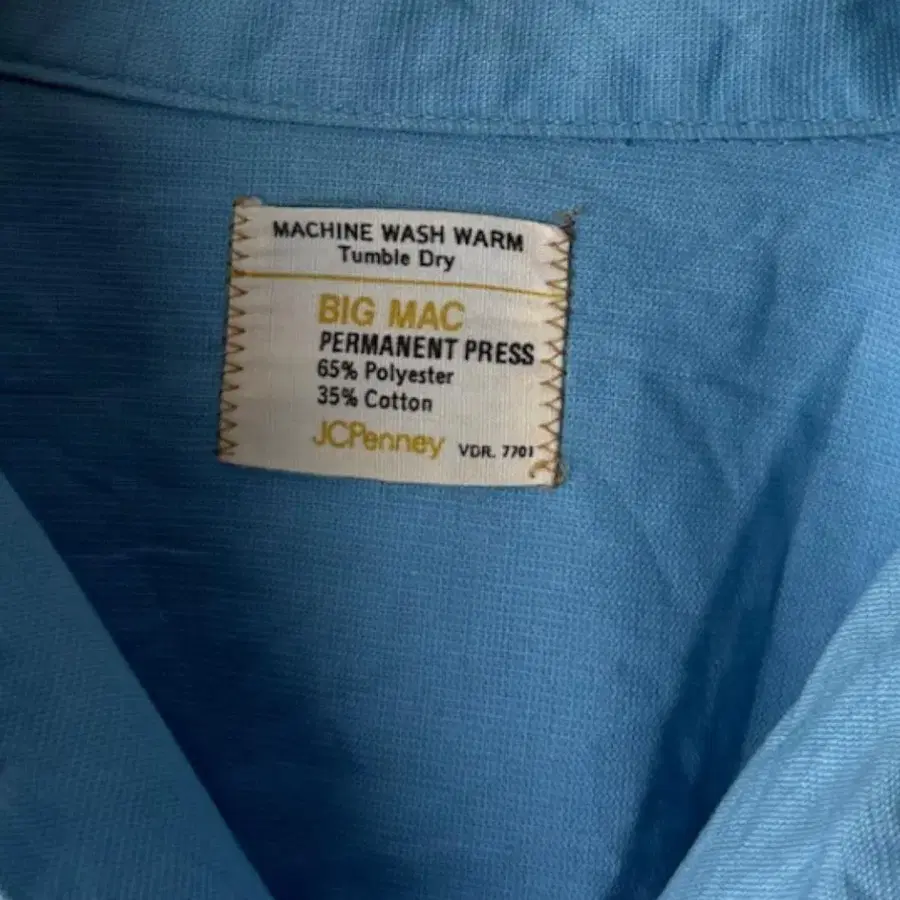 MACHINE WASH WARM
Tumble Dry
BIG MAC
PERMANENT PRESS
65% Polyester
35% Cotton
JCPenney VDR. 7701